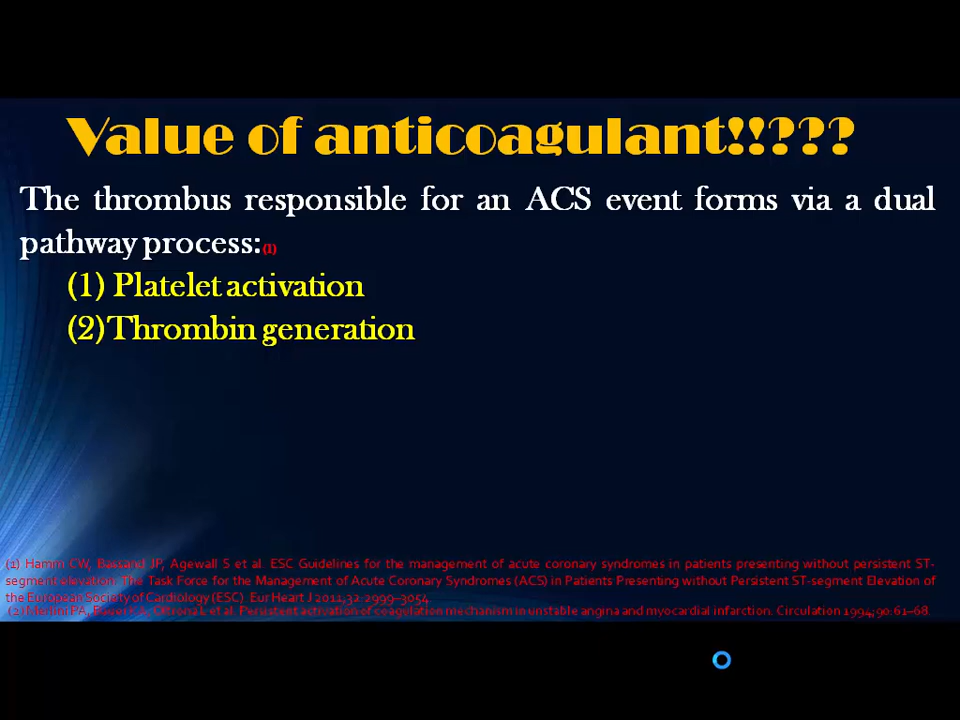 Value of anticoagulant!!???
The thrombus responsible for an ACS event forms via a dual
pathway process:(1)
(1) Platelet activation
(2)Thrombin generation
(1) Hamm CW, Bassand JP, Agewall S et al. ESC Guidelines for the management of acute coronary syndromes in patients presenting without persistent ST-
segment elevation: The Task Force for the Management of Acute Coronary Syndromes (ACS) in Patients Presenting without Persistent ST-segment Elevation of
the European Society of Cardiology (ESC). Eur Heart J 2011;32:2999–3054
(2) Merlini PA, Bauer KA, Oltrona L et al. Persistent activation of coagulation mechanism in unstable angina and myocardial infarction. Circulation 1994;90:61–68.